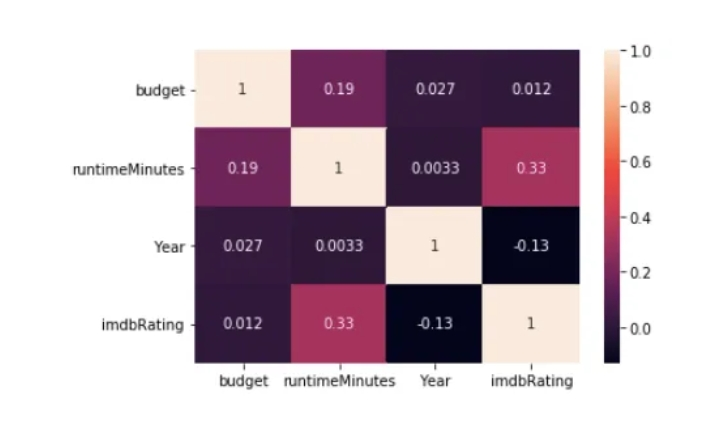 1.0
budget 1 0.19 0.027 0.012
0.8
runtimeMinutes 0.19 1 0.0033 0.33
0.6
0.4
Year 0.027 0.0033 1 -0.13
0.2
imdbRating 0.012 0.33 -0.13 1
0.0
budget runtimeMinutes Year imdbRating